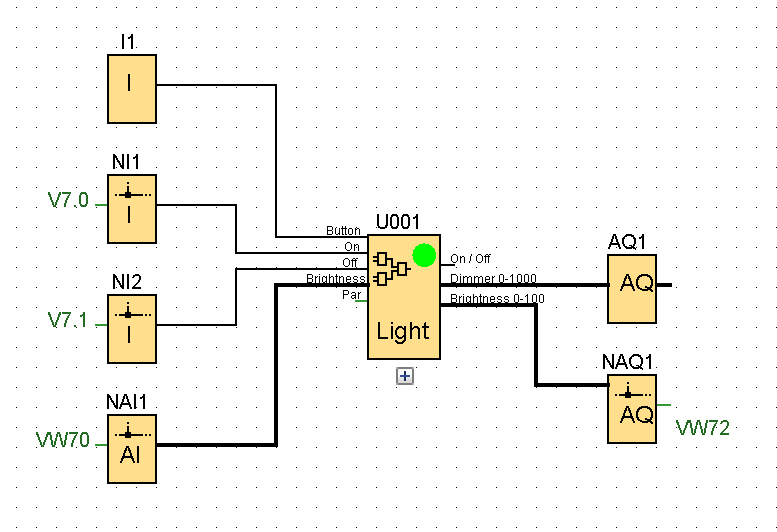 I1
I
NI1
V7.0
I
NI2
V7.1
I
NAI1
VW70
AI
U001
Button
On
Off
Brightness
Par
Light
On / Off
Dimmer 0-1000
Brightness 0-100
AQ1
AQ
NAQ1
AQ
VW72